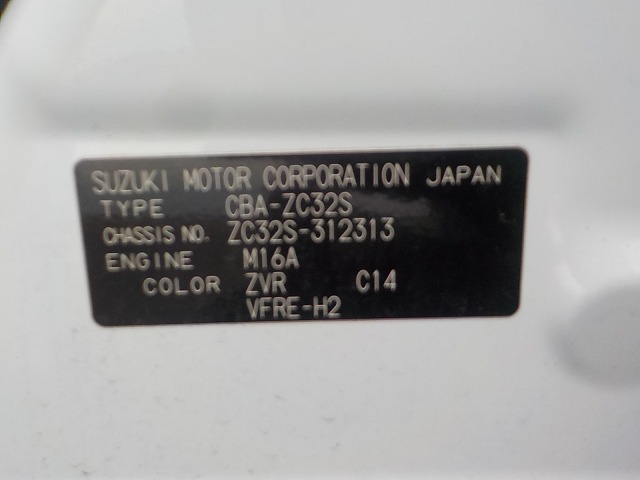 SUZUKI MOTOR CORPORATION JAPAN
TYPE CBA-ZC32S
CHASSIS NO. ZC32S-312313
ENGINE M16A
COLOR ZVR C14
VFRE-H2